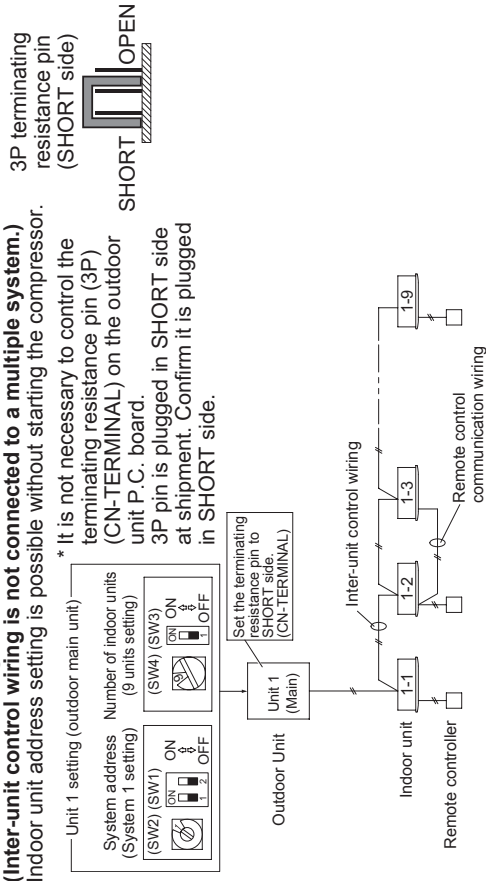 (Inter-unit control wiring is not connected to a multiple system.)
Indoor unit address setting is possible without starting the compressor.
Unit 1 setting (outdoor main unit)
System address
(System 1 setting)
(SW2) (SW1)
ON
1 2
ON
OFF
Number of indoor units
(9 units setting)
(SW4) (SW3)
9
ON
1
ON
OFF
* It is not necessary to control the
terminating resistance pin (3P)
(CN-TERMINAL) on the outdoor
unit P.C. board.
3P pin is plugged in SHORT side
at shipment. Confirm it is plugged
in SHORT side.
3P terminating
resistance pin
(SHORT side)
SHORT
OPEN
Outdoor Unit
Unit 1
(Main)
Set the terminating
resistance pin to
SHORT side.
(CN-TERMINAL)
Inter-unit control wiring
Indoor unit
1-1
1-2
1-3
1-9
Remote controller
Remote control
communication wiring